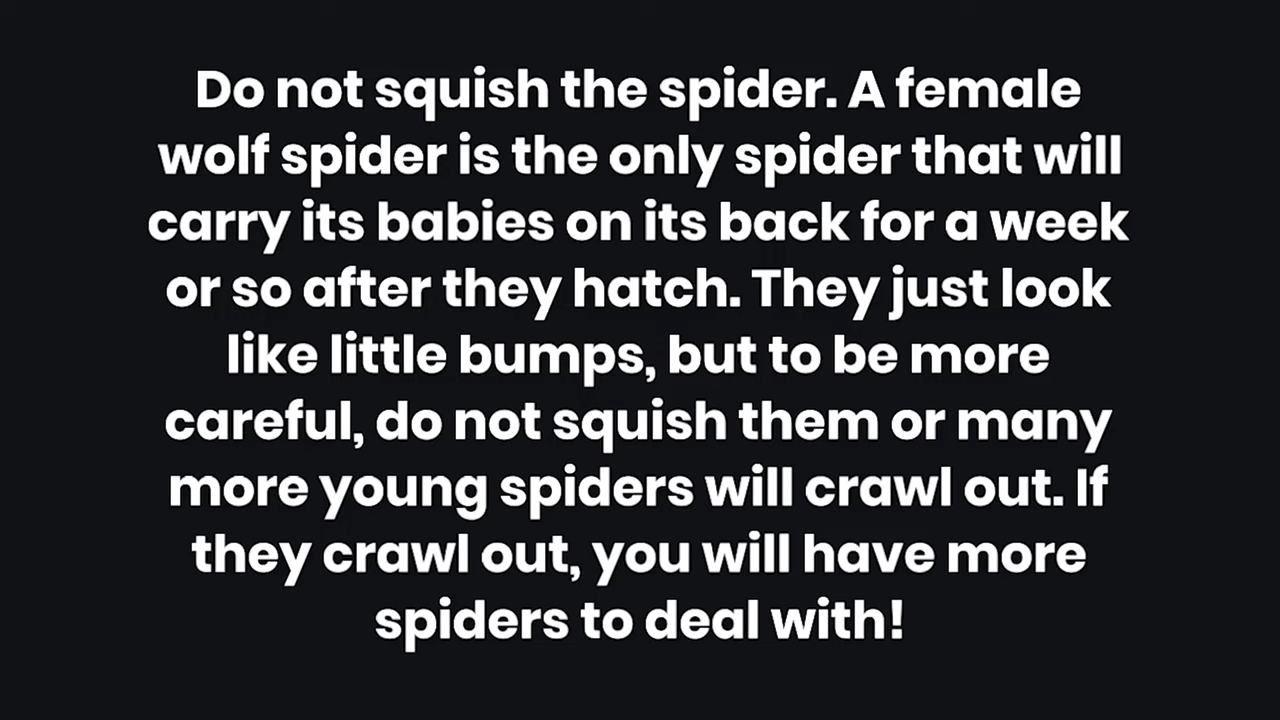 Do not squish the spider. A female
wolf spider is the only spider that will
carry its babies on its back for a week
or so after they hatch. They just look
like little bumps, but to be more
careful, do not squish them or many
more young spiders will crawl out. If
they crawl out, you will have more
spiders to deal with!